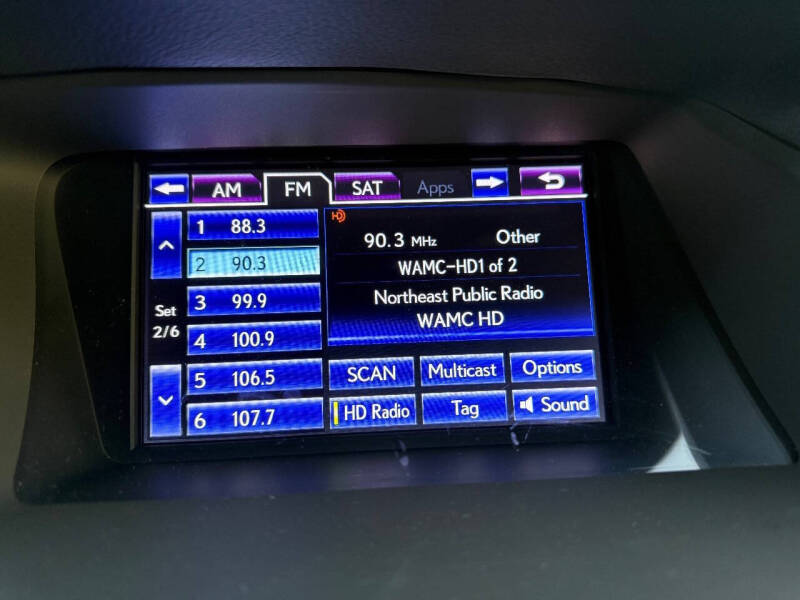 AM FM SAT Apps
1 88.3
2 90.3
3 99.9
4 100.9
5 106.5
6 107.7
Set
2/6
90.3 MHz Other
WAMC-HD1 of 2
Northeast Public Radio
WAMC HD
SCAN Multicast Options
HD Radio Tag Sound